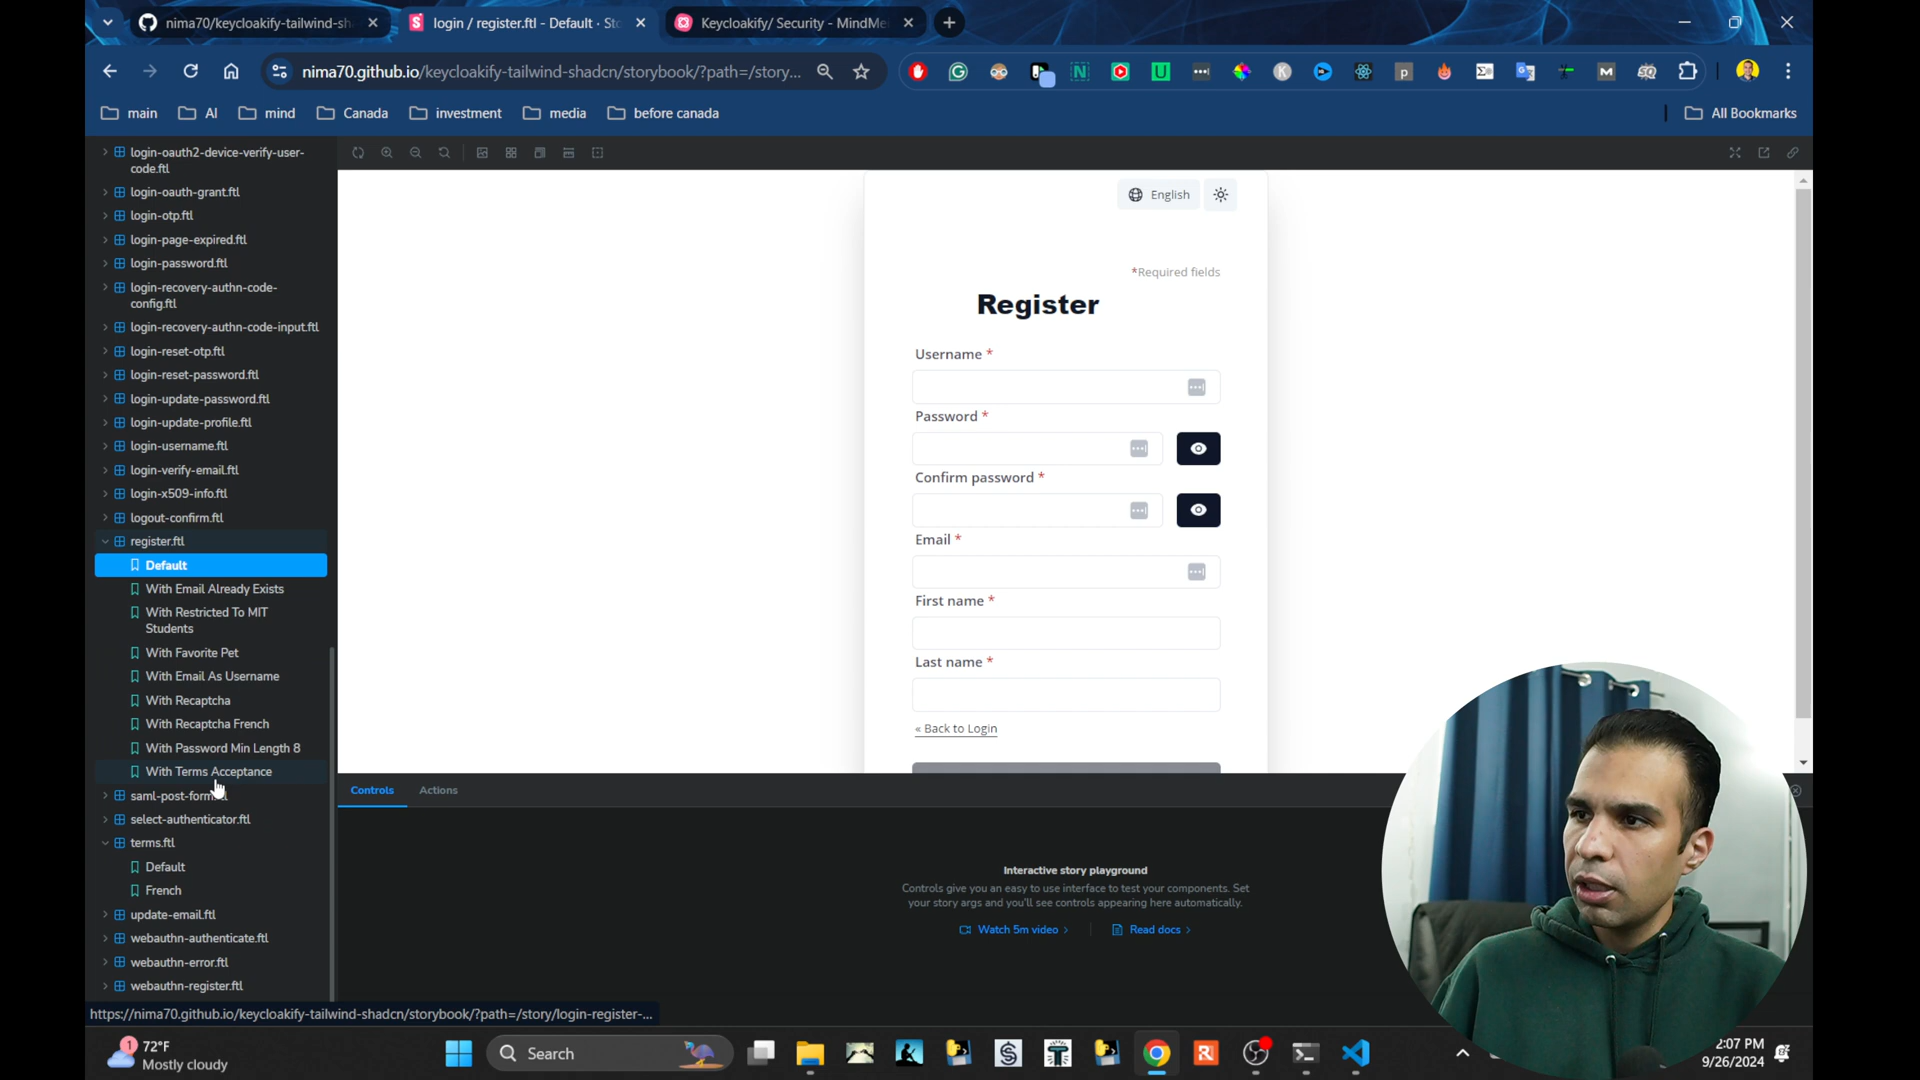 nima70/keycloakify-tailwind-sh
login / register.ftl - Default · Sto
Keycloakify/ Security - MindMe
nima70.github.io/keycloakify-tailwind-shadcn/storybook/?path=/story...
main
AI
mind
Canada
investment
media
before canada
All Bookmarks
login-oauth2-device-verify-user-
code.ftl
login-oauth-grant.ftl
login-otp.ftl
login-page-expired.ftl
login-password.ftl
login-recovery-authn-code-
config.ftl
login-recovery-authn-code-input.ftl
login-reset-otp.ftl
login-reset-password.ftl
login-update-password.ftl
login-update-profile.ftl
login-username.ftl
login-verify-email.ftl
login-x509-info.ftl
logout-confirm.ftl
register.ftl
Default
With Email Already Exists
With Restricted To MIT
Students
With Favorite Pet
With Email As Username
With Recaptcha
With Recaptcha French
With Password Min Length 8
With Terms Acceptance
saml-post-form
select-authenticator.ftl
terms.ftl
Default
French
update-email.ftl
webauthn-authenticate.ftl
webauthn-error.ftl
webauthn-register.ftl
English
*Required fields
Register
Username *
Password *
Confirm password *
Email *
First name *
Last name *
« Back to Login
Controls
Actions
Interactive story playground
Controls give you an easy to use interface to test your components. Set
your story args and you'll see controls appearing here automatically.
Watch 5m video
Read docs
https://nima70.github.io/keycloakify-tailwind-shadcn/storybook/?path=/story/login-register-...
1
72°F
Mostly cloudy
Search
2:07 PM
9/26/2024